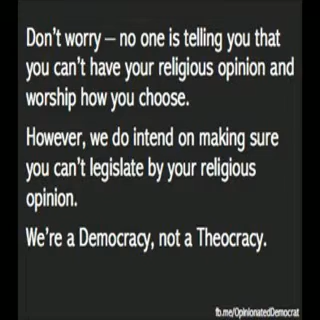 Don't worry – no one is telling you that
you can't have your religious opinion and
worship how you choose.
However, we do intend on making sure
you can't legislate by your religious
opinion.
We're a Democracy, not a Theocracy.
fb.me/OpinionatedDemocrat